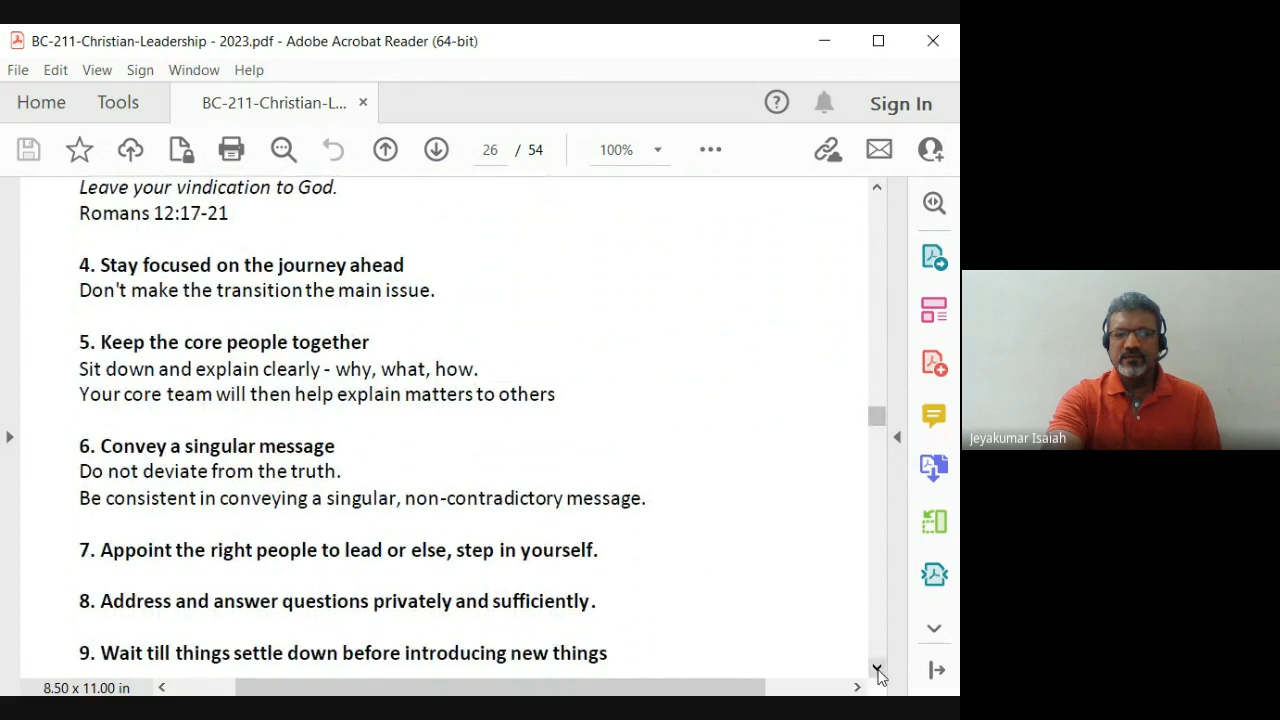 BC-211-Christian-Leadership - 2023.pdf - Adobe Acrobat Reader (64-bit)
File Edit View Sign Window Help
Home Tools BC-211-Christian-L... × Sign In
26 / 54 100%
Leave your vindication to God.
Romans 12:17-21
4. Stay focused on the journey ahead
Don't make the transition the main issue.
5. Keep the core people together
Sit down and explain clearly - why, what, how.
Your core team will then help explain matters to others
6. Convey a singular message
Do not deviate from the truth.
Be consistent in conveying a singular, non-contradictory message.
7. Appoint the right people to lead or else, step in yourself.
8. Address and answer questions privately and sufficiently.
9. Wait till things settle down before introducing new things
8.50 x 11.00 in
Jeyakumar Isaiah